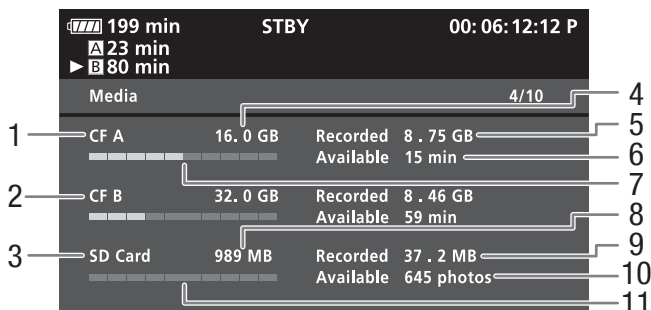 199 min STBY 00:06:12:12 P
A 23 min
B 80 min
Media 4/10
4
1 CF A 16.0 GB Recorded 8.75 GB 5
Available 15 min 6
7
2 CF B 32.0 GB Recorded 8.46 GB
Available 59 min
8
3 SD Card 989 MB Recorded 37.2 MB 9
Available 645 photos 10
11